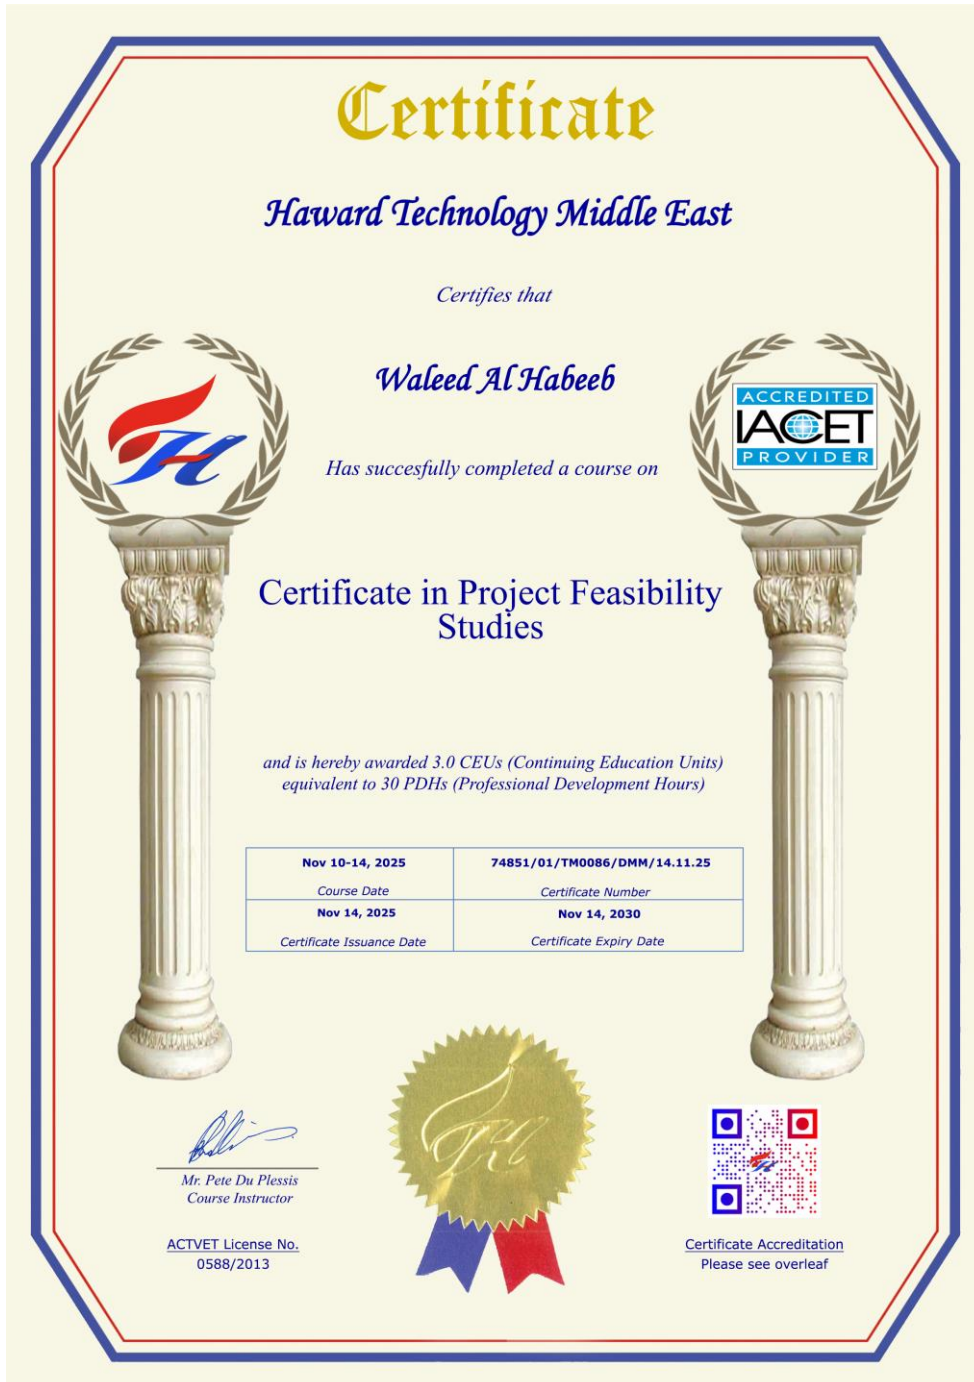 Certificate
Haward Technology Middle East
Certifies that
Waleed Al Habeeb
ACCREDITED
IACET
PROVIDER
Has succesfully completed a course on
Certificate in Project Feasibility
Studies
and is hereby awarded 3.0 CEUs (Continuing Education Units)
equivalent to 30 PDHs (Professional Development Hours)
Nov 10-14, 2025
Course Date
74851/01/TM0086/DMM/14.11.25
Certificate Number
Nov 14, 2025
Certificate Issuance Date
Nov 14, 2030
Certificate Expiry Date
Mr. Pete Du Plessis
Course Instructor
ACTVET License No.
0588/2013
Certificate Accreditation
Please see overleaf